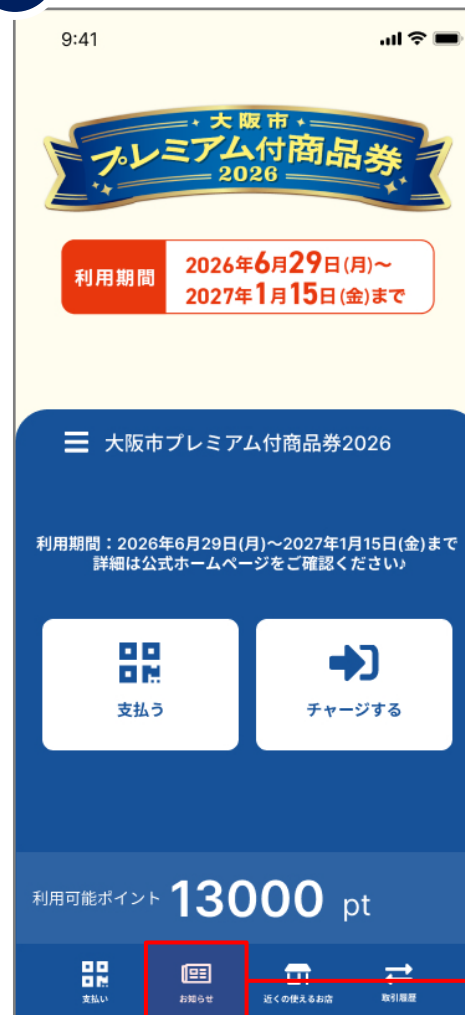 9:41
大阪市
プレミアム付商品券
2026
利用期間
2026年6月29日(月)～
2027年1月15日(金)まで
大阪市プレミアム付商品券2026
利用期間：2026年6月29日(月)～2027年1月15日(金)まで
詳細は公式ホームページをご確認ください♪
支払う
チャージする
利用可能ポイント 13000 pt
支払い
お知らせ
近くの使えるお店
取引履歴